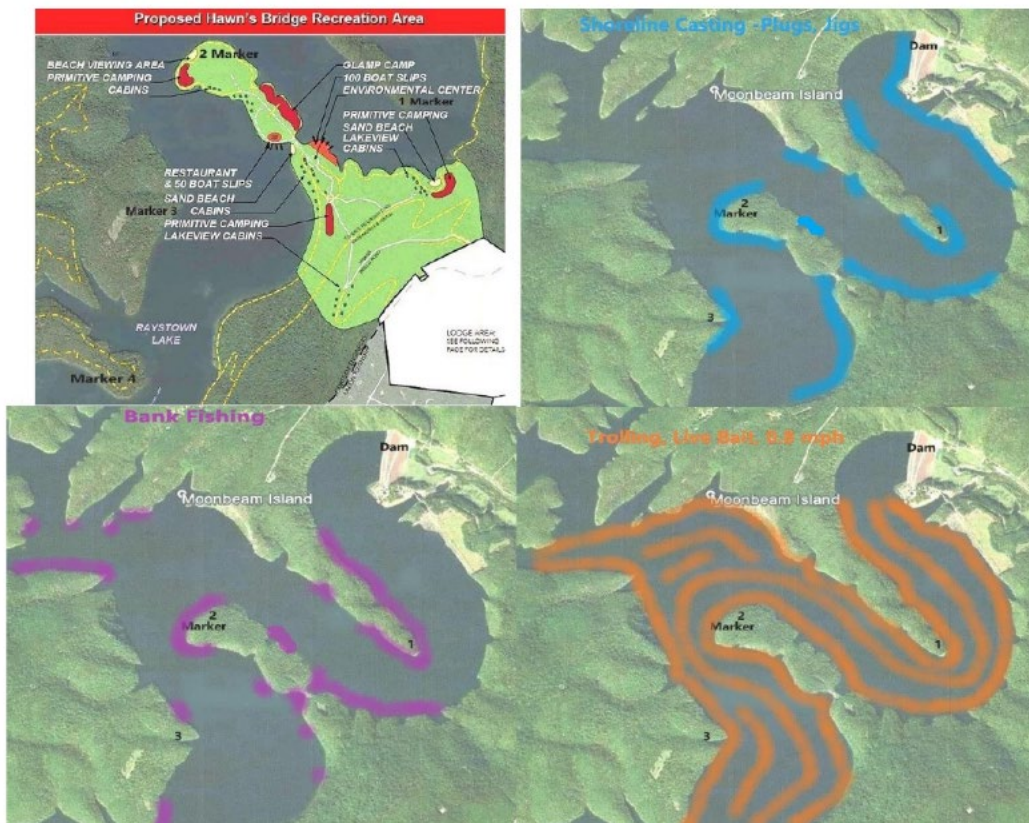 Proposed Hawn's Bridge Recreation Area
2 Marker
BEACH VIEWING AREA
PRIMITIVE CAMPING
CABINS
GLAMP CAMP
100 BOAT SLIPS
ENVIRONMENTAL CENTER
1 Marker
PRIMITIVE CAMPING
SAND BEACH
LAKEVIEW
CABINS
RESTAURANT
& 50 BOAT SLIPS
SAND BEACH
CABINS
Marker 3
PRIMITIVE CAMPING
LAKEVIEW CABINS
RAYSTOWN
LAKE
LODGE AREA:
SEE FOLLOWING
PAGE FOR DETAILS
Marker 4
Shoreline Casting -Plugs, Jigs
Dam
Moonbeam Island
2
Marker
1
3
Bank Fishing
Dam
Moonbeam Island
2
Marker
1
3
Trolling, Live Bait, 0.8 mph
Dam
Moonbeam Island
2
Marker
1
3